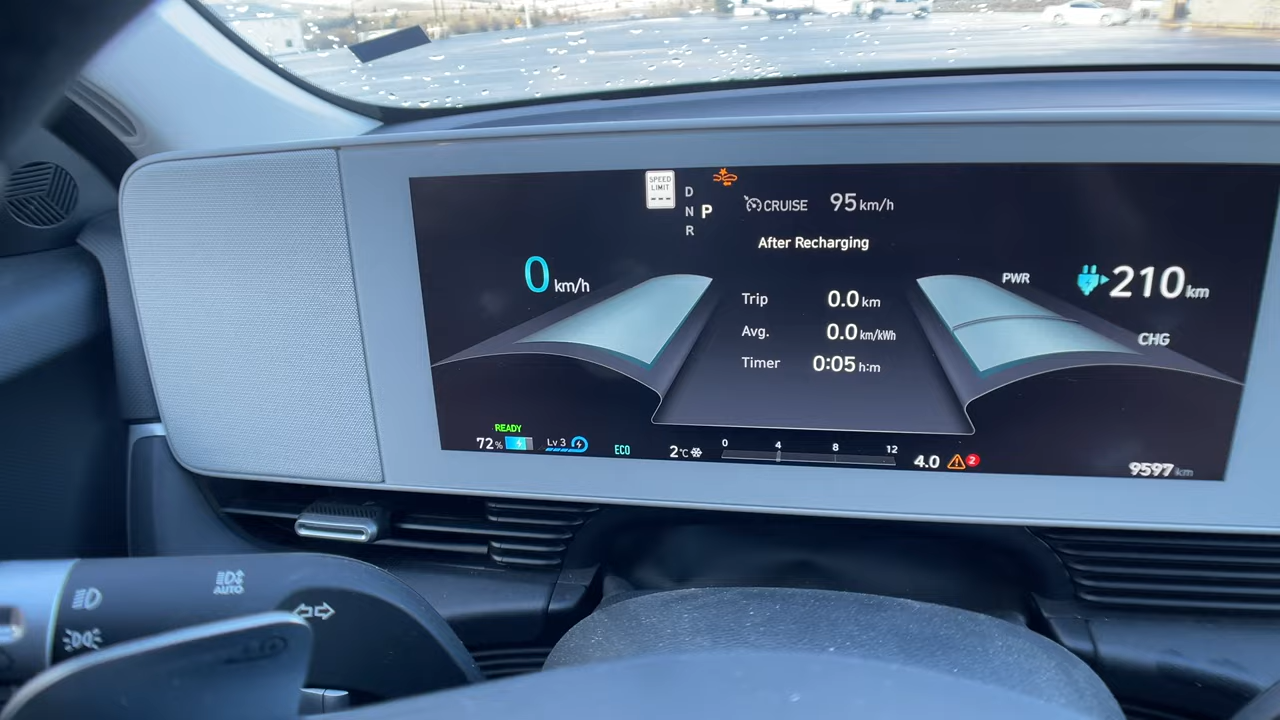 SPEED
LIMIT
---
D
N P
R
CRUISE 95 km/h
After Recharging
0 km/h
Trip 0.0 km
Avg. 0.0 km/kWh
Timer 0:05 h:m
PWR
210 km
CHG
READY
72 %
Lv 3
ECO
2°C
0 4 8 12
4.0
2
9597 km
AUTO